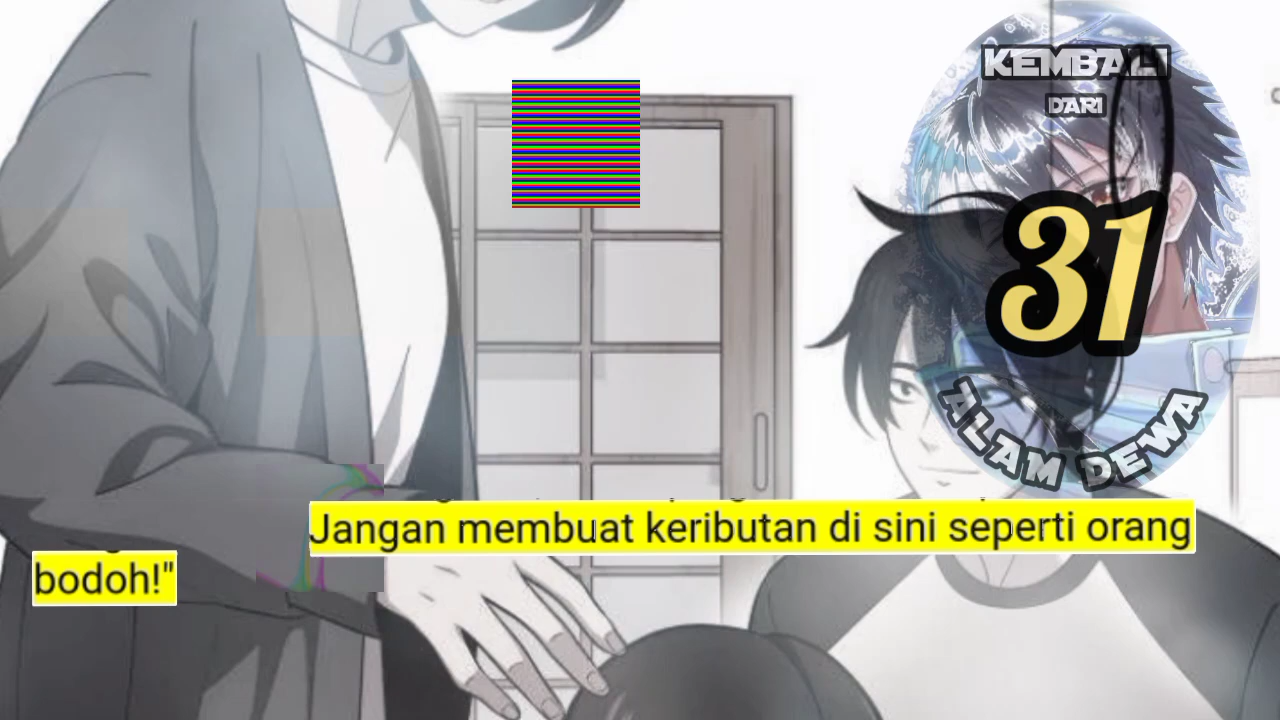 KEMBALI
DARI
31
ALAM DEWA
Jangan membuat keributan di sini seperti orang
bodoh!"